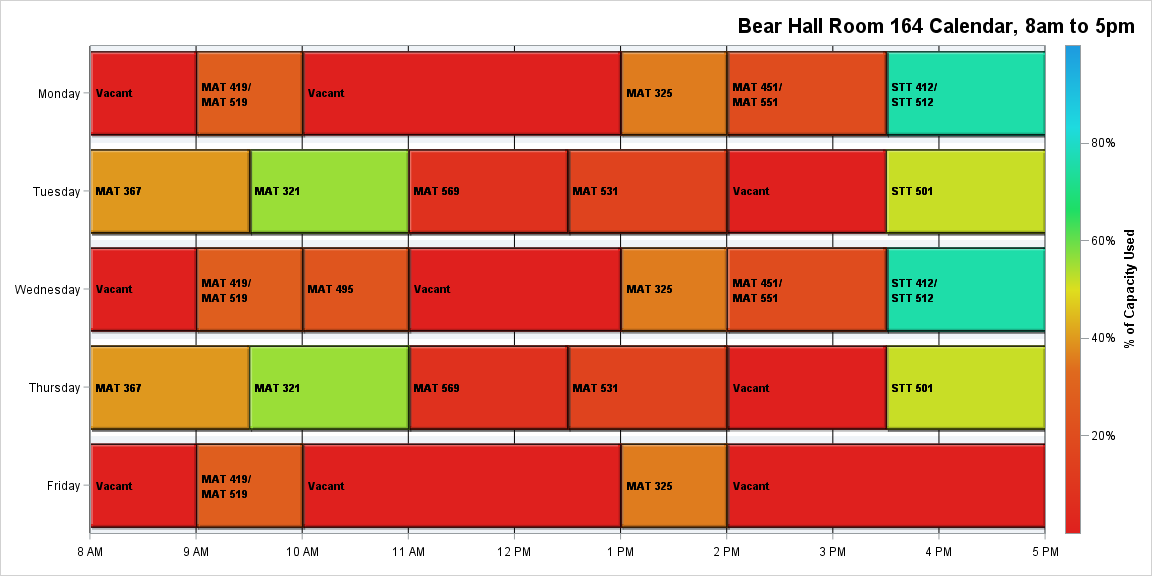 Bear Hall Room 164 Calendar, 8am to 5pm
Monday
Vacant
MAT 419/
MAT 519
Vacant
MAT 325
MAT 451/
MAT 551
STT 412/
STT 512
Tuesday
MAT 367
MAT 321
MAT 569
MAT 531
Vacant
STT 501
Wednesday
Vacant
MAT 419/
MAT 519
MAT 495
Vacant
MAT 325
MAT 451/
MAT 551
STT 412/
STT 512
Thursday
MAT 367
MAT 321
MAT 569
MAT 531
Vacant
STT 501
Friday
Vacant
MAT 419/
MAT 519
Vacant
MAT 325
Vacant
8 AM
9 AM
10 AM
11 AM
12 PM
1 PM
2 PM
3 PM
4 PM
5 PM
80%
60%
40%
20%
% of Capacity Used